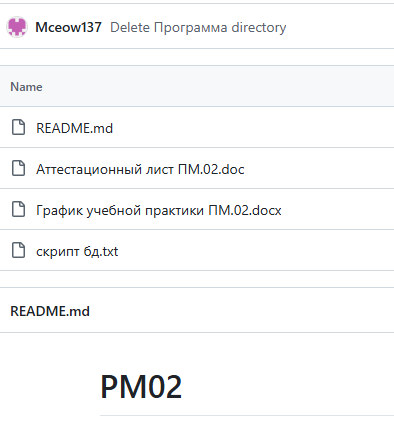 Mceow137 Delete Программа directory
Name
README.md
Аттестационный лист ПМ.02.doc
График учебной практики ПМ.02.docx
скрипт бд.txt
README.md
PM02